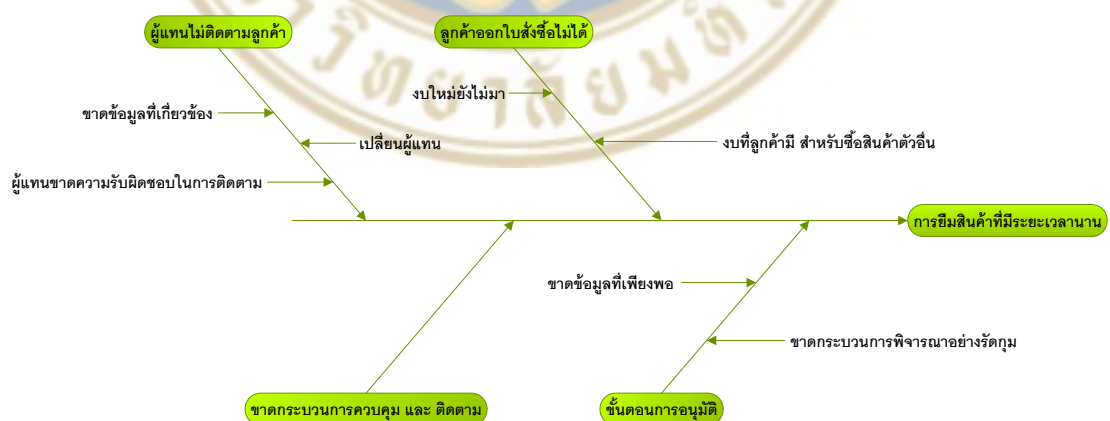 ผู้แทนไม่ติดตามลูกค้า
ลูกค้าออกใบสั่งซื้อไม่ได้
งบใหม่ยังไม่มา
ขาดข้อมูลที่เกี่ยวข้อง
เปลี่ยนผู้แทน
งบที่ลูกค้ามี สำหรับซื้อสินค้าตัวอื่น
ผู้แทนขาดความรับผิดชอบในการติดตาม
การยืมสินค้าที่มีระยะเวลานาน
ขาดข้อมูลที่เพียงพอ
ขาดกระบวนการพิจารณาอย่างรัดกุม
ขาดกระบวนการควบคุม และ ติดตาม
ขั้นตอนการอนุมัติ